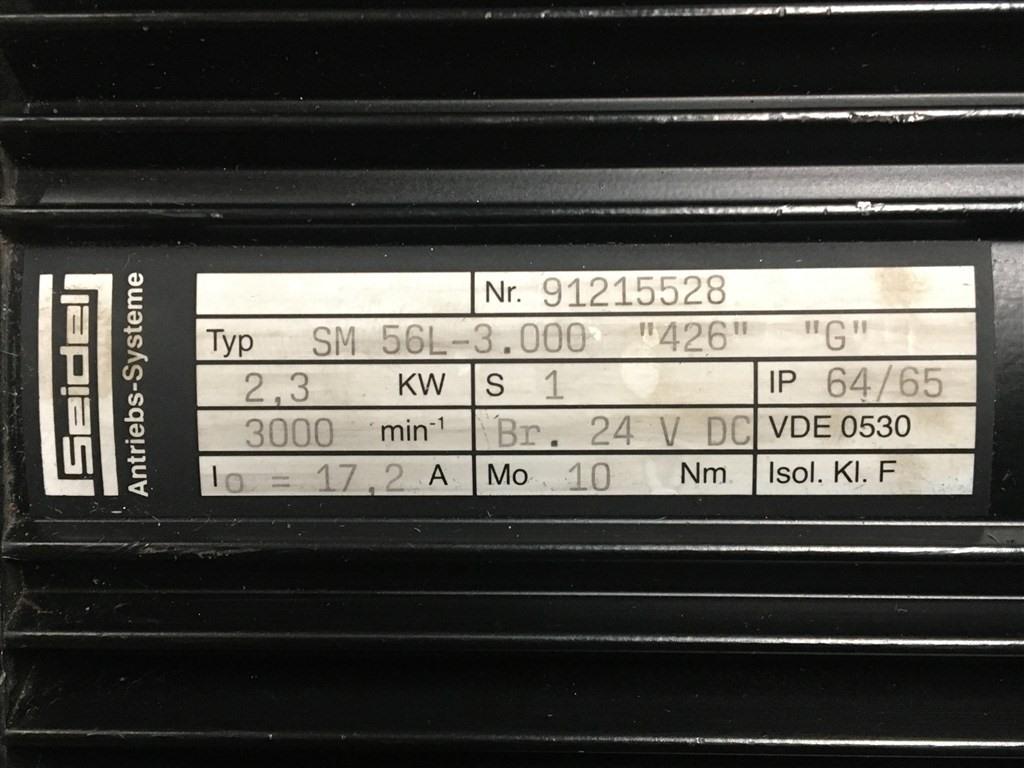 Seidel
Antriebs-Systeme
Nr. 91215528
Typ SM 56L-3.000 "426" "G"
2,3 KW S 1 IP 64/65
3000 min⁻¹ Br. 24 V DC VDE 0530
Io = 17,2 A Mo 10 Nm Isol. Kl. F